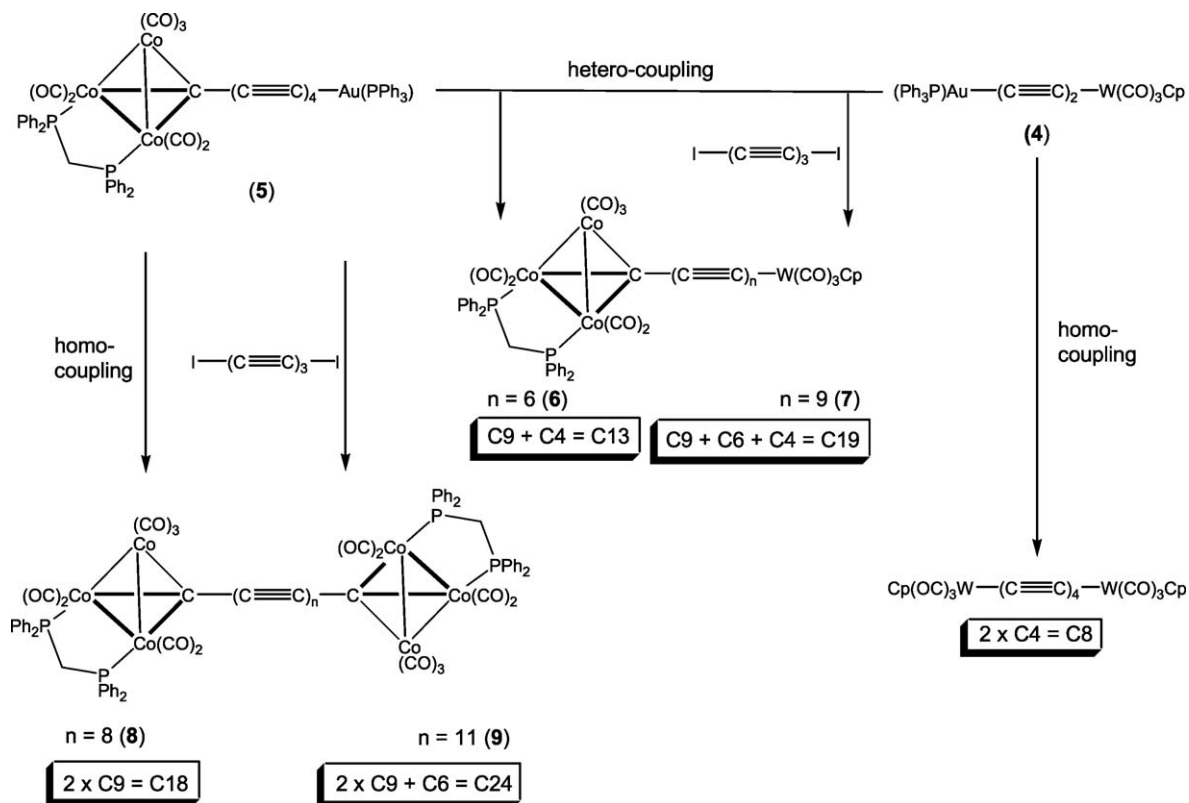 (CO)3
Co
(OC)2Co
C
(C≡C)4
Au(PPh3)
Ph2P
Co(CO)2
P
Ph2
(5)
hetero-coupling
(Ph3P)Au
(C≡C)2
W(CO)3Cp
(4)
I
(C≡C)3
I
(CO)3
Co
(OC)2Co
C
(C≡C)n
W(CO)3Cp
Ph2P
Co(CO)2
P
Ph2
n = 6 (6)
n = 9 (7)
C9 + C4 = C13
C9 + C6 + C4 = C19
homo-
coupling
I
(C≡C)3
I
homo-
coupling
(CO)3
Co
(OC)2Co
C
(C≡C)n
C
Ph2P
Co(CO)2
P
Ph2
Ph2
P
(OC)2Co
PPh2
Co(CO)2
Co
(CO)3
Cp(OC)3W
(C≡C)4
W(CO)3Cp
2 x C4 = C8
n = 8 (8)
n = 11 (9)
2 x C9 = C18
2 x C9 + C6 = C24